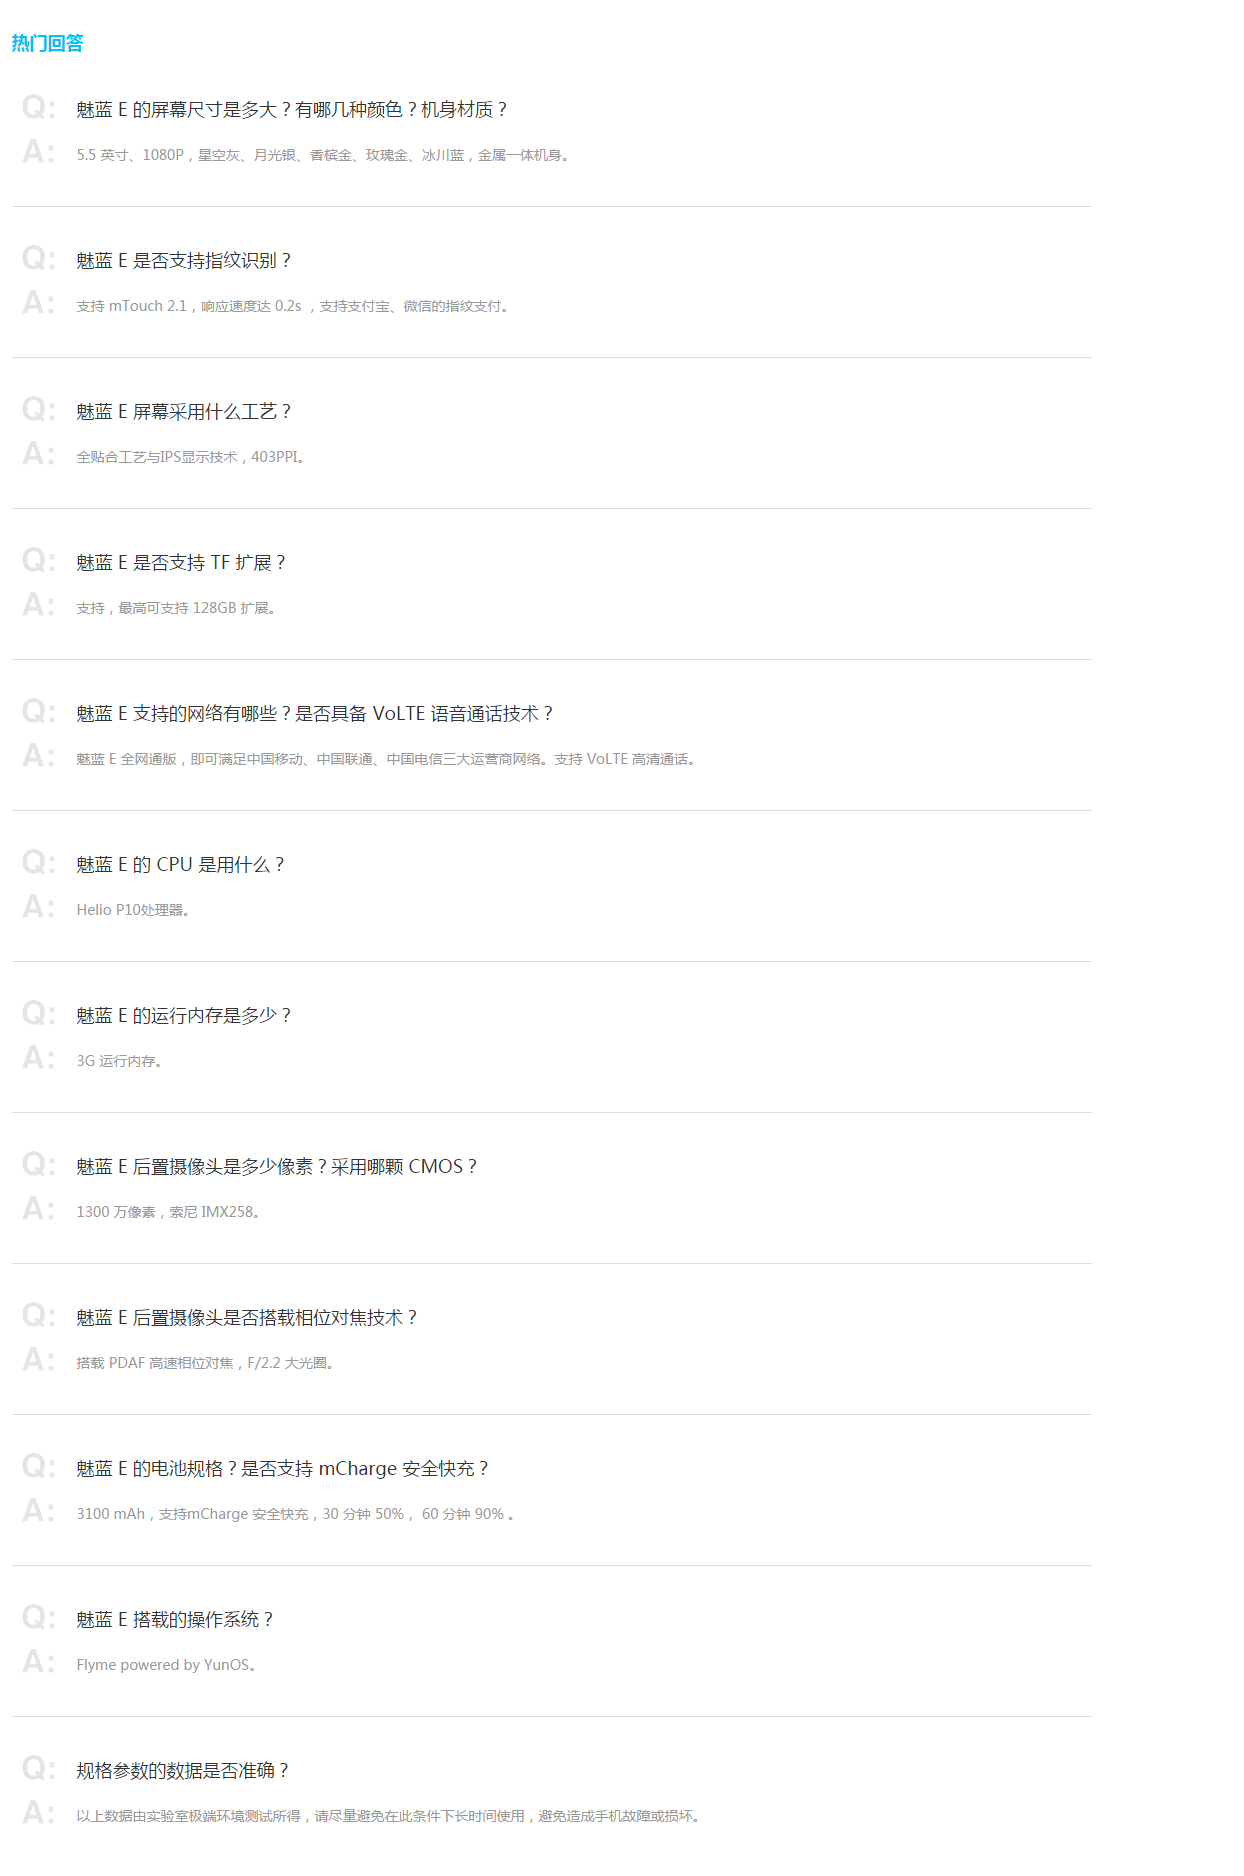 热门回答
Q: 魅蓝 E 的屏幕尺寸是多大？有哪几种颜色？机身材质？
A: 5.5 英寸、1080P，星空灰、月光银、香槟金、玫瑰金、冰川蓝，金属一体机身。
Q: 魅蓝 E 是否支持指纹识别？
A: 支持 mTouch 2.1，响应速度达 0.2s ，支持支付宝、微信的指纹支付。
Q: 魅蓝 E 屏幕采用什么工艺？
A: 全贴合工艺与IPS显示技术，403PPI。
Q: 魅蓝 E 是否支持 TF 扩展？
A: 支持，最高可支持 128GB 扩展。
Q: 魅蓝 E 支持的网络有哪些？是否具备 VoLTE 语音通话技术？
A: 魅蓝 E 全网通版，即可满足中国移动、中国联通、中国电信三大运营商网络。支持 VoLTE 高清通话。
Q: 魅蓝 E 的 CPU 是用什么？
A: Helio P10处理器。
Q: 魅蓝 E 的运行内存是多少？
A: 3G 运行内存。
Q: 魅蓝 E 后置摄像头是多少像素？采用哪颗 CMOS？
A: 1300 万像素，索尼 IMX258。
Q: 魅蓝 E 后置摄像头是否搭载相位对焦技术？
A: 搭载 PDAF 高速相位对焦，F/2.2 大光圈。
Q: 魅蓝 E 的电池规格？是否支持 mCharge 安全快充？
A: 3100 mAh，支持mCharge 安全快充，30 分钟 50%， 60 分钟 90% 。
Q: 魅蓝 E 搭载的操作系统？
A: Flyme powered by YunOS。
Q: 规格参数的数据是否准确？
A: 以上数据由实验室极端环境测试所得，请尽量避免在此条件下长时间使用，避免造成手机故障或损坏。